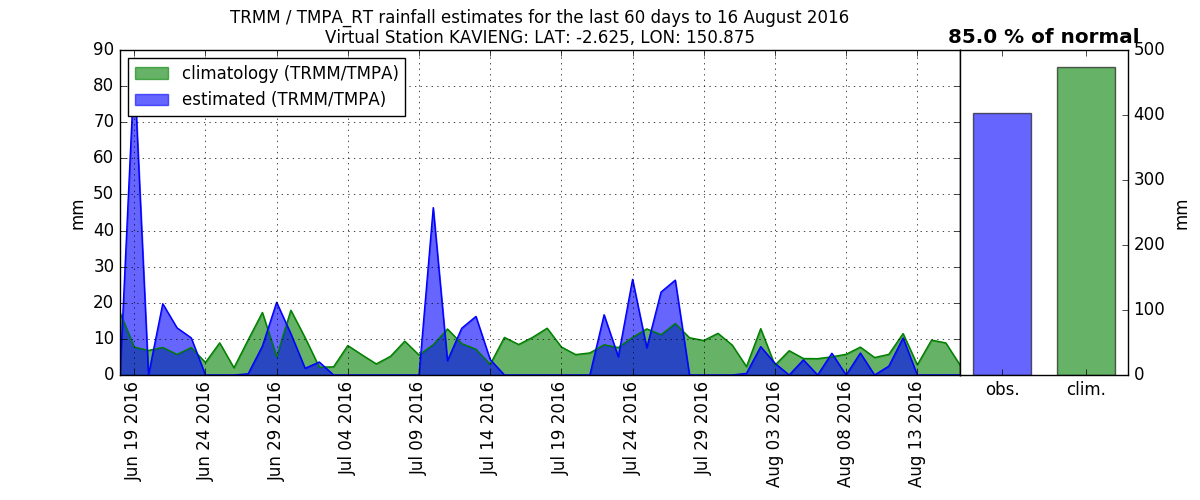 TRMM / TMPA_RT rainfall estimates for the last 60 days to 16 August 2016
Virtual Station KAVIENG: LAT: -2.625, LON: 150.875
85.0 % of normal
climatology (TRMM/TMPA)
estimated (TRMM/TMPA)
90
80
70
60
50
40
30
20
10
0
mm
Jun 19 2016
Jun 24 2016
Jun 29 2016
Jul 04 2016
Jul 09 2016
Jul 14 2016
Jul 19 2016
Jul 24 2016
Jul 29 2016
Aug 03 2016
Aug 08 2016
Aug 13 2016
500
400
300
200
100
0
mm
obs.
clim.